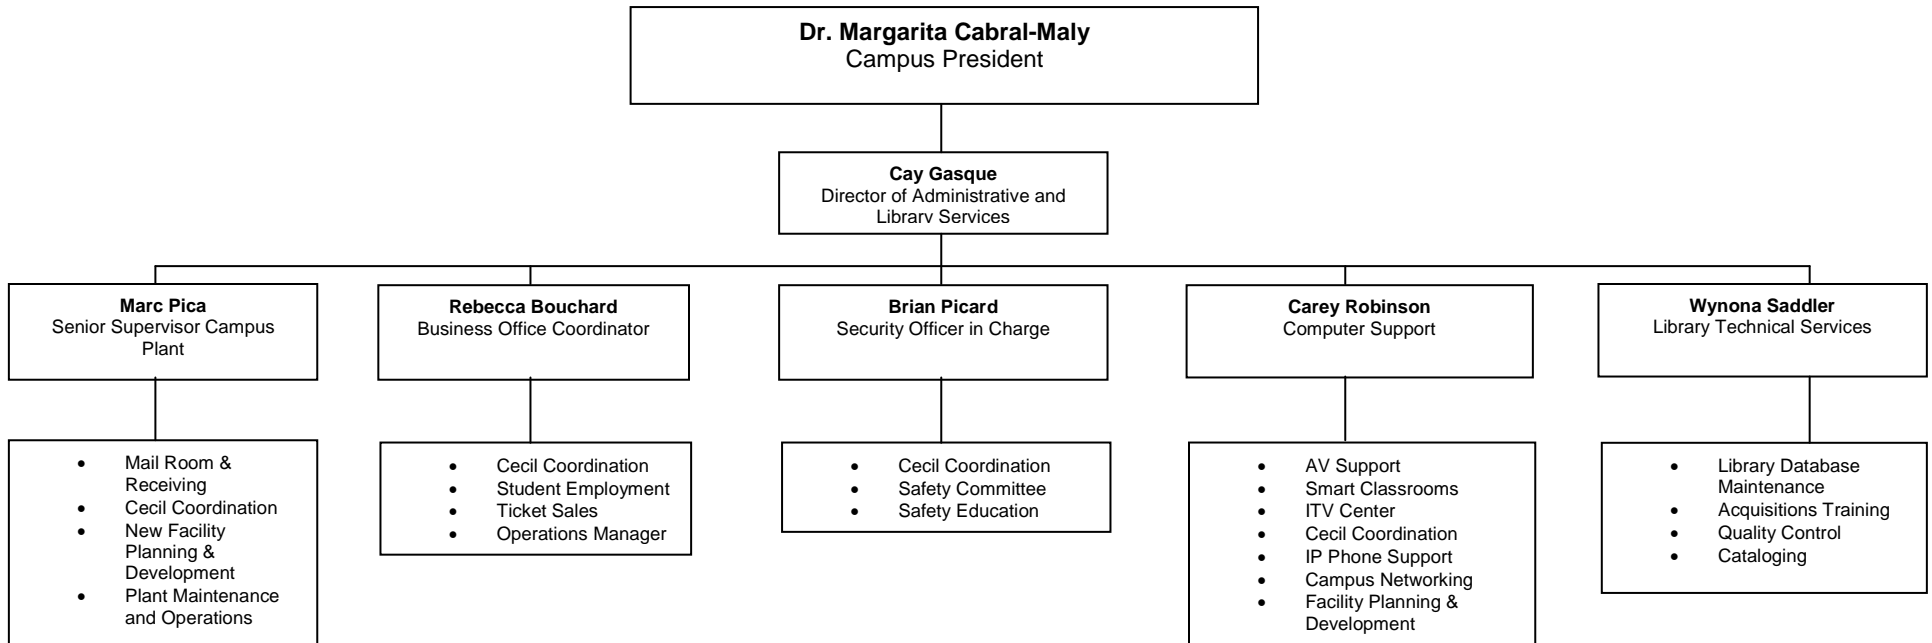 Dr. Margarita Cabral-Maly
Campus President
Cay Gasque
Director of Administrative and
Library Services
Marc Pica
Senior Supervisor Campus
Plant
Rebecca Bouchard
Business Office Coordinator
Brian Picard
Security Officer in Charge
Carey Robinson
Computer Support
Wynona Saddler
Library Technical Services
• Mail Room &
Receiving
• Cecil Coordination
• New Facility
Planning &
Development
• Plant Maintenance
and Operations
• Cecil Coordination
• Student Employment
• Ticket Sales
• Operations Manager
• Cecil Coordination
• Safety Committee
• Safety Education
• AV Support
• Smart Classrooms
• ITV Center
• Cecil Coordination
• IP Phone Support
• Campus Networking
• Facility Planning &
Development
• Library Database
Maintenance
• Acquisitions Training
• Quality Control
• Cataloging